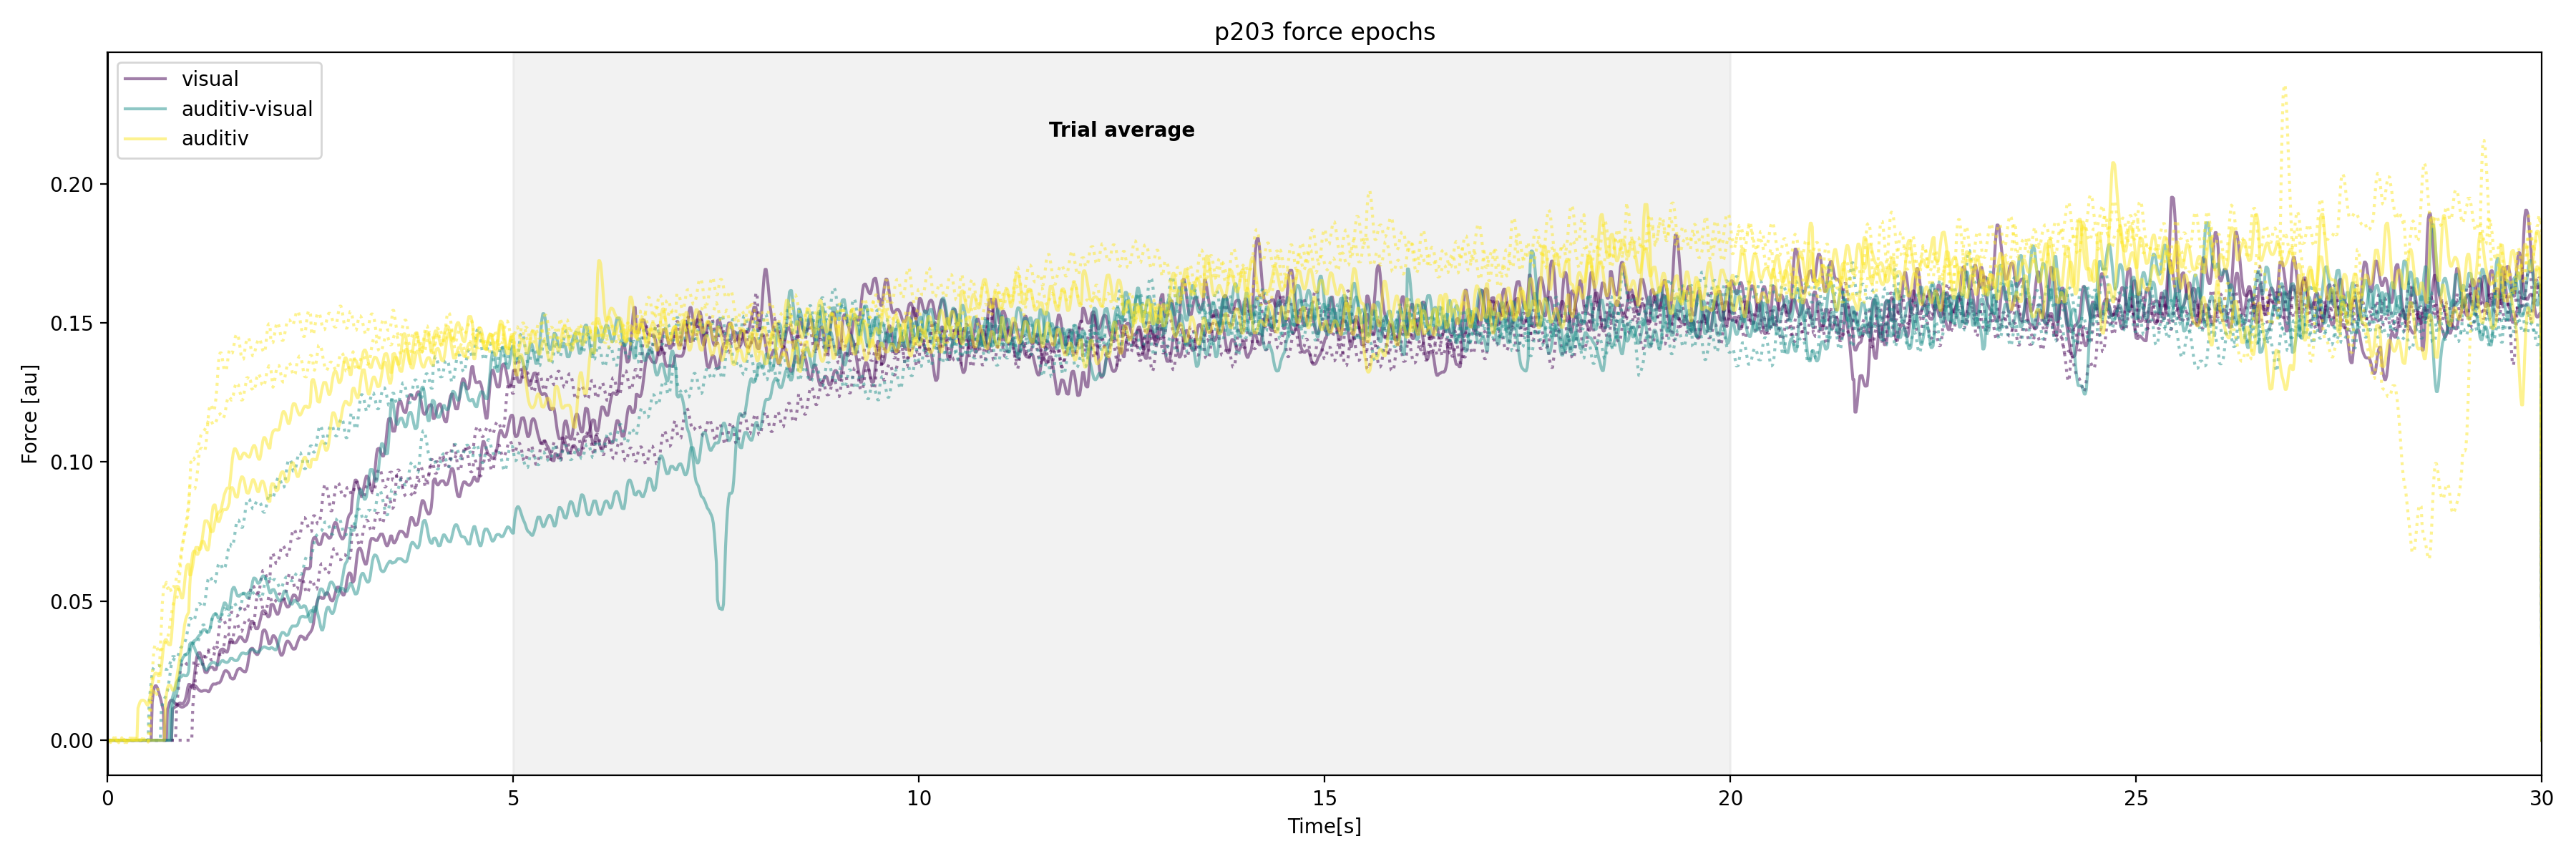 p203 force epochs
visual
auditiv-visual
auditiv
Trial average
Force [au]
0.20
0.15
0.10
0.05
0.00
0 5 10 15 20 25 30
Time[s]